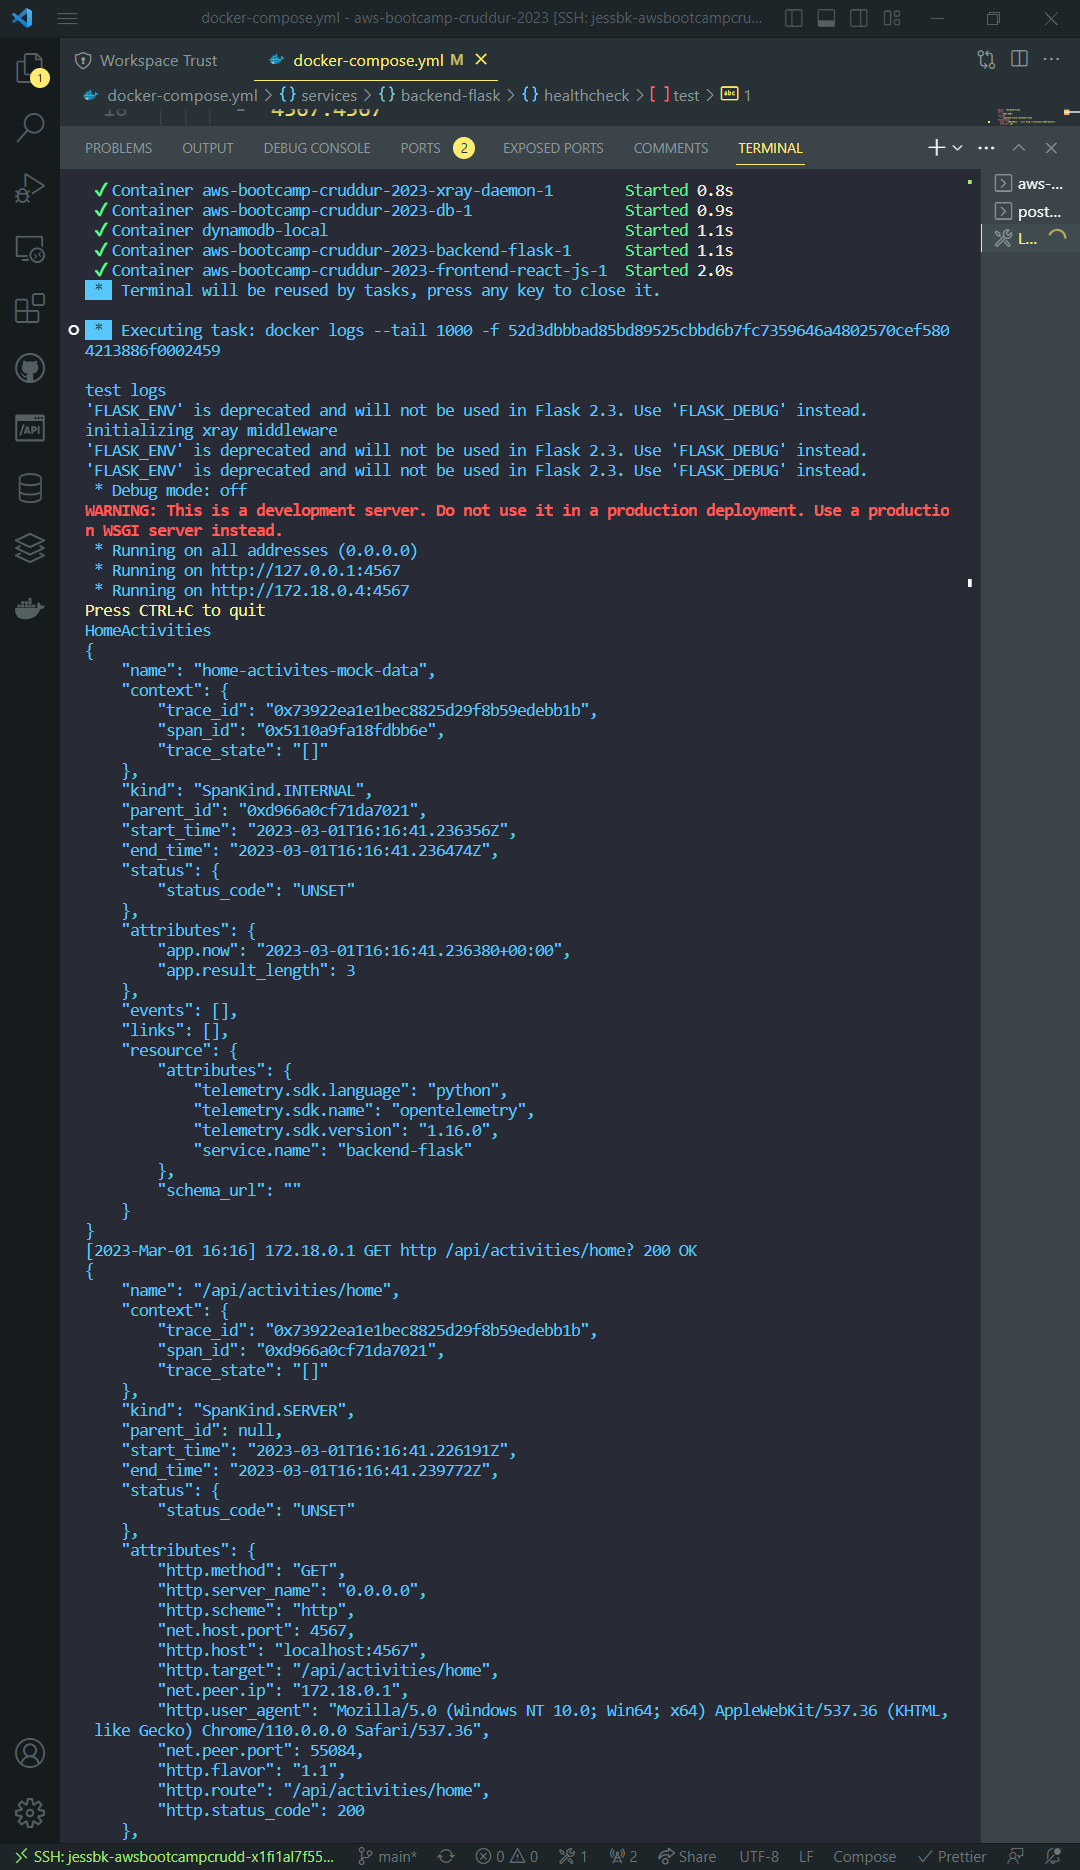 docker-compose.yml - aws-bootcamp-cruddur-2023 [SSH: jessbk-awsbootcampcru...
1
Workspace Trust
docker-compose.yml M
docker-compose.yml > {} services > {} backend-flask > {} healthcheck > [ ] test > abc 1
18 - 4567:4567
PROBLEMS OUTPUT DEBUG CONSOLE PORTS 2 EXPOSED PORTS COMMENTS TERMINAL
aws-...
post...
L...
✓ Container aws-bootcamp-cruddur-2023-xray-daemon-1 Started 0.8s
✓ Container aws-bootcamp-cruddur-2023-db-1 Started 0.9s
✓ Container dynamodb-local Started 1.1s
✓ Container aws-bootcamp-cruddur-2023-backend-flask-1 Started 1.1s
✓ Container aws-bootcamp-cruddur-2023-frontend-react-js-1 Started 2.0s
* Terminal will be reused by tasks, press any key to close it.
* Executing task: docker logs --tail 1000 -f 52d3dbbbad85bd89525cbbd6b7fc7359646a4802570cef580
4213886f0002459
test logs
'FLASK_ENV' is deprecated and will not be used in Flask 2.3. Use 'FLASK_DEBUG' instead.
initializing xray middleware
'FLASK_ENV' is deprecated and will not be used in Flask 2.3. Use 'FLASK_DEBUG' instead.
'FLASK_ENV' is deprecated and will not be used in Flask 2.3. Use 'FLASK_DEBUG' instead.
* Debug mode: off
WARNING: This is a development server. Do not use it in a production deployment. Use a productio
n WSGI server instead.
* Running on all addresses (0.0.0.0)
* Running on http://127.0.0.1:4567
* Running on http://172.18.0.4:4567
Press CTRL+C to quit
HomeActivities
{
"name": "home-activites-mock-data",
"context": {
"trace_id": "0x73922ea1e1bec8825d29f8b59edebb1b",
"span_id": "0x5110a9fa18fdbb6e",
"trace_state": "[]"
},
"kind": "SpanKind.INTERNAL",
"parent_id": "0xd966a0cf71da7021",
"start_time": "2023-03-01T16:16:41.236356Z",
"end_time": "2023-03-01T16:16:41.236474Z",
"status": {
"status_code": "UNSET"
},
"attributes": {
"app.now": "2023-03-01T16:16:41.236380+00:00",
"app.result_length": 3
},
"events": [],
"links": [],
"resource": {
"attributes": {
"telemetry.sdk.language": "python",
"telemetry.sdk.name": "opentelemetry",
"telemetry.sdk.version": "1.16.0",
"service.name": "backend-flask"
},
"schema_url": ""
}
}
[2023-Mar-01 16:16] 172.18.0.1 GET http /api/activities/home? 200 OK
{
"name": "/api/activities/home",
"context": {
"trace_id": "0x73922ea1e1bec8825d29f8b59edebb1b",
"span_id": "0xd966a0cf71da7021",
"trace_state": "[]"
},
"kind": "SpanKind.SERVER",
"parent_id": null,
"start_time": "2023-03-01T16:16:41.226191Z",
"end_time": "2023-03-01T16:16:41.239772Z",
"status": {
"status_code": "UNSET"
},
"attributes": {
"http.method": "GET",
"http.server_name": "0.0.0.0",
"http.scheme": "http",
"net.host.port": 4567,
"http.host": "localhost:4567",
"http.target": "/api/activities/home",
"net.peer.ip": "172.18.0.1",
"http.user_agent": "Mozilla/5.0 (Windows NT 10.0; Win64; x64) AppleWebKit/537.36 (KHTML,
like Gecko) Chrome/110.0.0.0 Safari/537.36",
"net.peer.port": 55084,
"http.flavor": "1.1",
"http.route": "/api/activities/home",
"http.status_code": 200
},
/API
SSH: jessbk-awsbootcampcrudd-x1fi1al7f55... main* 0 0 1 2 Share UTF-8 LF Compose Prettier